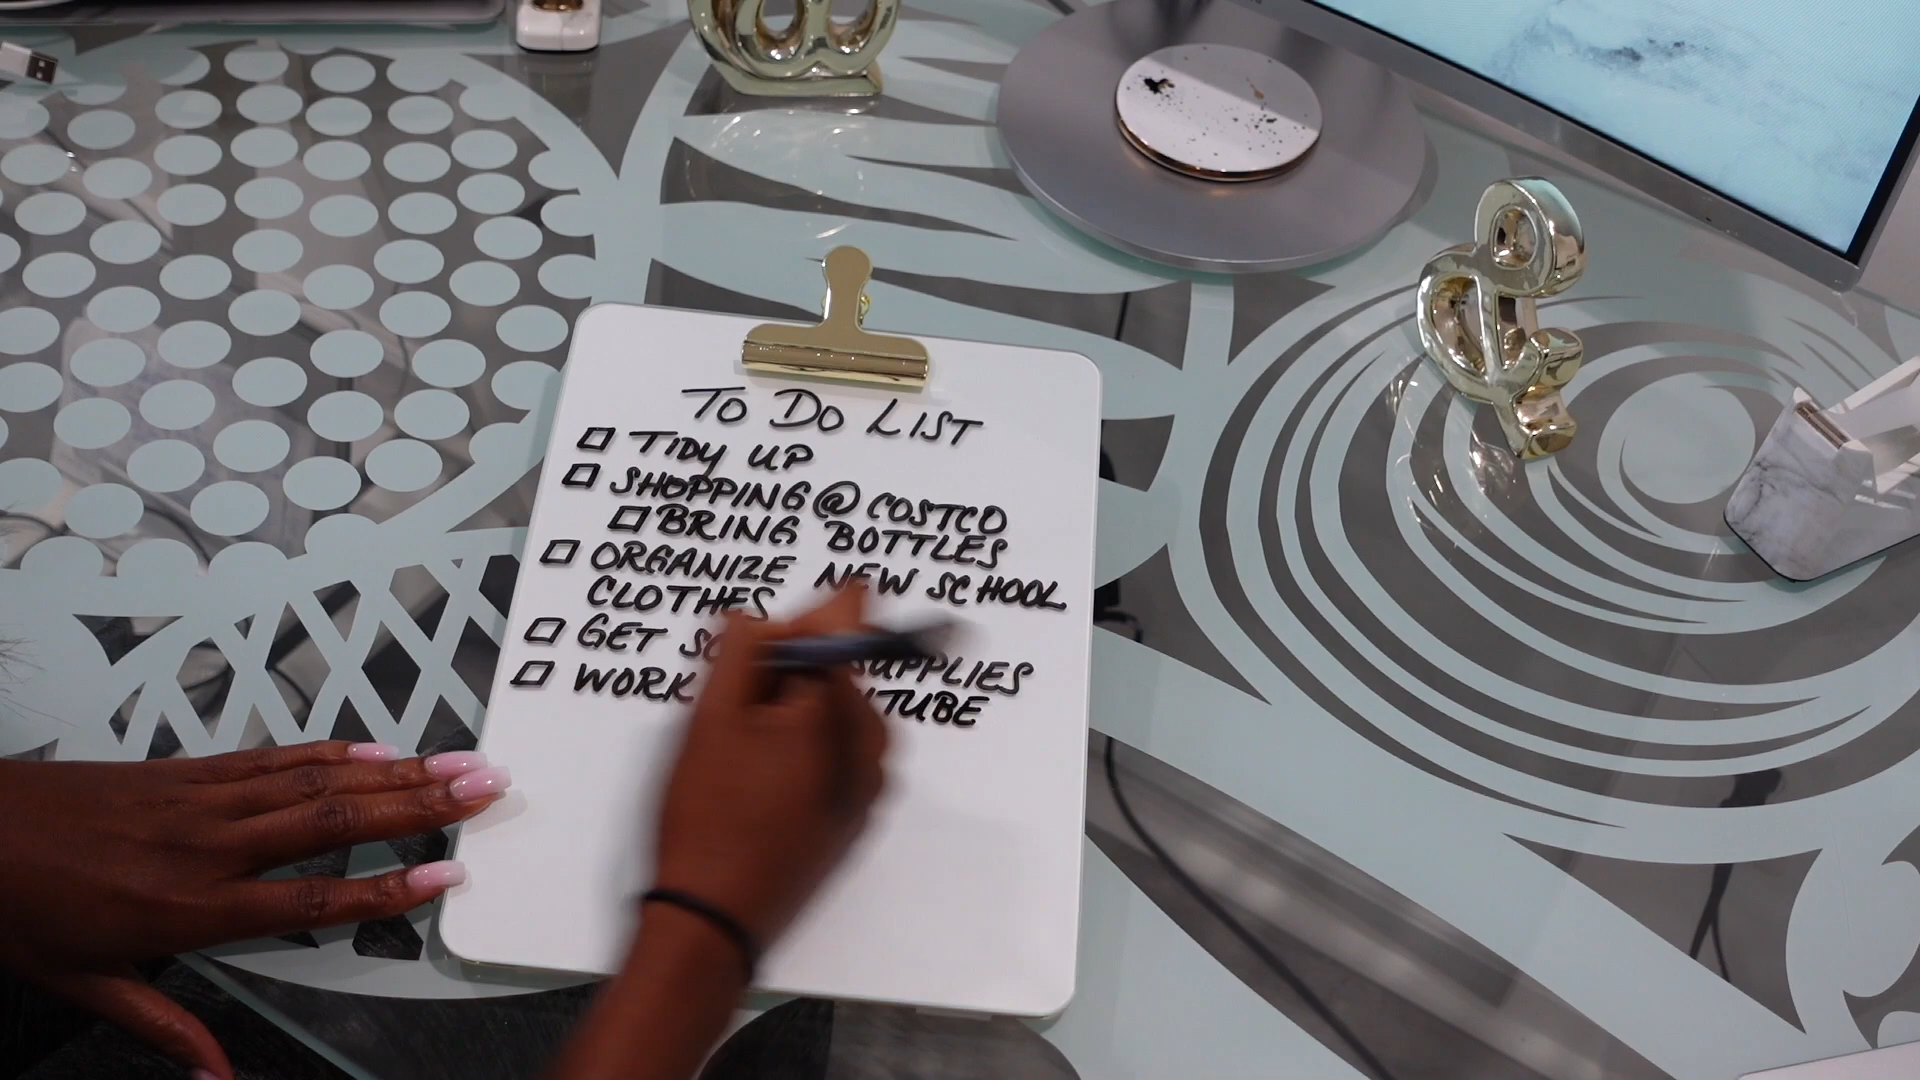 TO DO LIST
TIDY UP
SHOPPING @ COSTCO
BRING BOTTLES
ORGANIZE NEW SCHOOL
CLOTHES
GET SUPPLIES
WORK